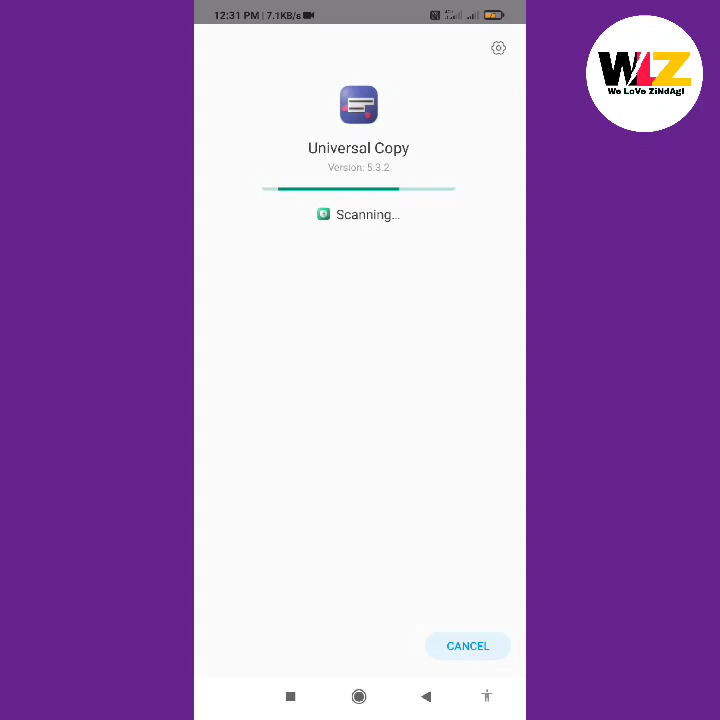 12:31 PM | 7.1KB/s
WLZ
We LoVe ZiNdAgI
Universal Copy
Version: 5.3.2
Scanning...
CANCEL